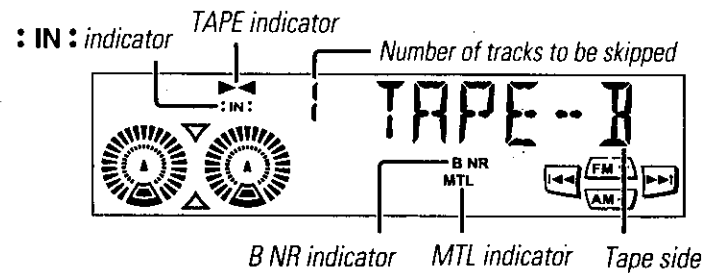 TAPE indicator
: IN : indicator
Number of tracks to be skipped
: IN :
1 TAPE--B
B NR
MTL
FM
AM
B NR indicator
MTL indicator
Tape side